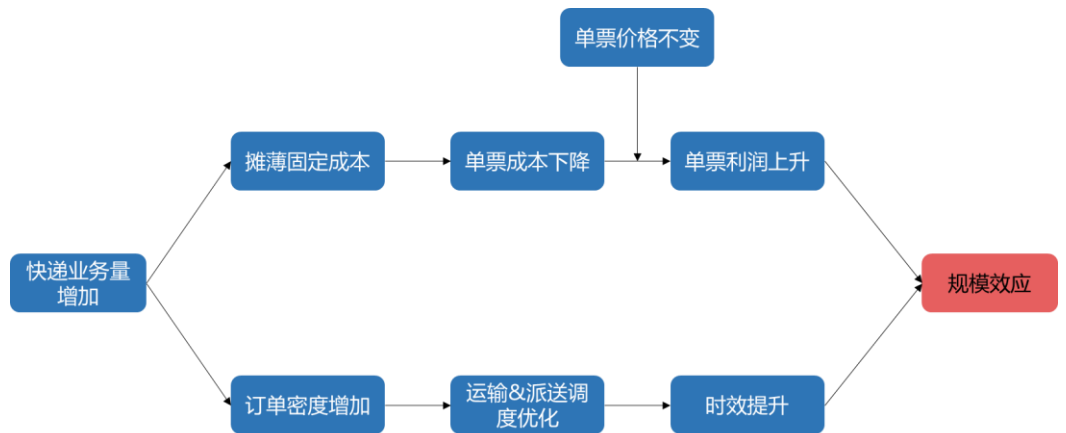 单票价格不变
摊薄固定成本
单票成本下降
单票利润上升
快递业务量
增加
规模效应
订单密度增加
运输&派送调
度优化
时效提升